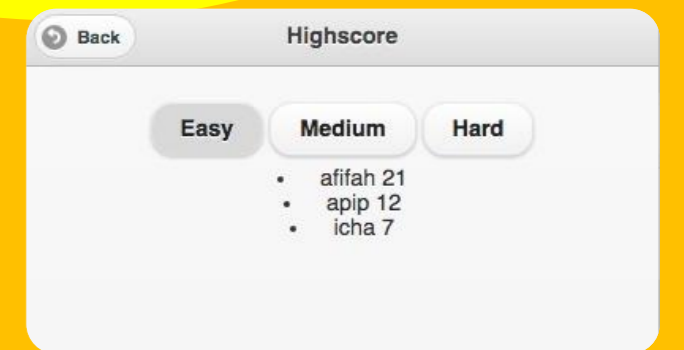 Back Highscore
Easy Medium Hard
• afifah 21
• apip 12
• icha 7